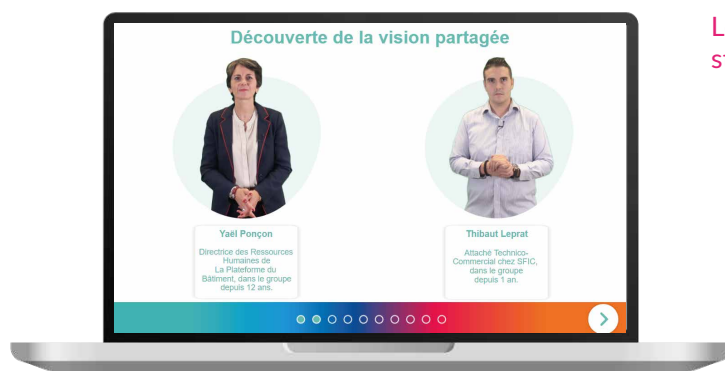 Découverte de la vision partagée
Yaël Ponçon
Directrice des Ressources
Humaines de
La Plateforme du
Bâtiment, dans le groupe
depuis 12 ans.
Thibaut Leprat
Attaché Technico-
Commercial chez SFIC,
dans le groupe
depuis 1 an.